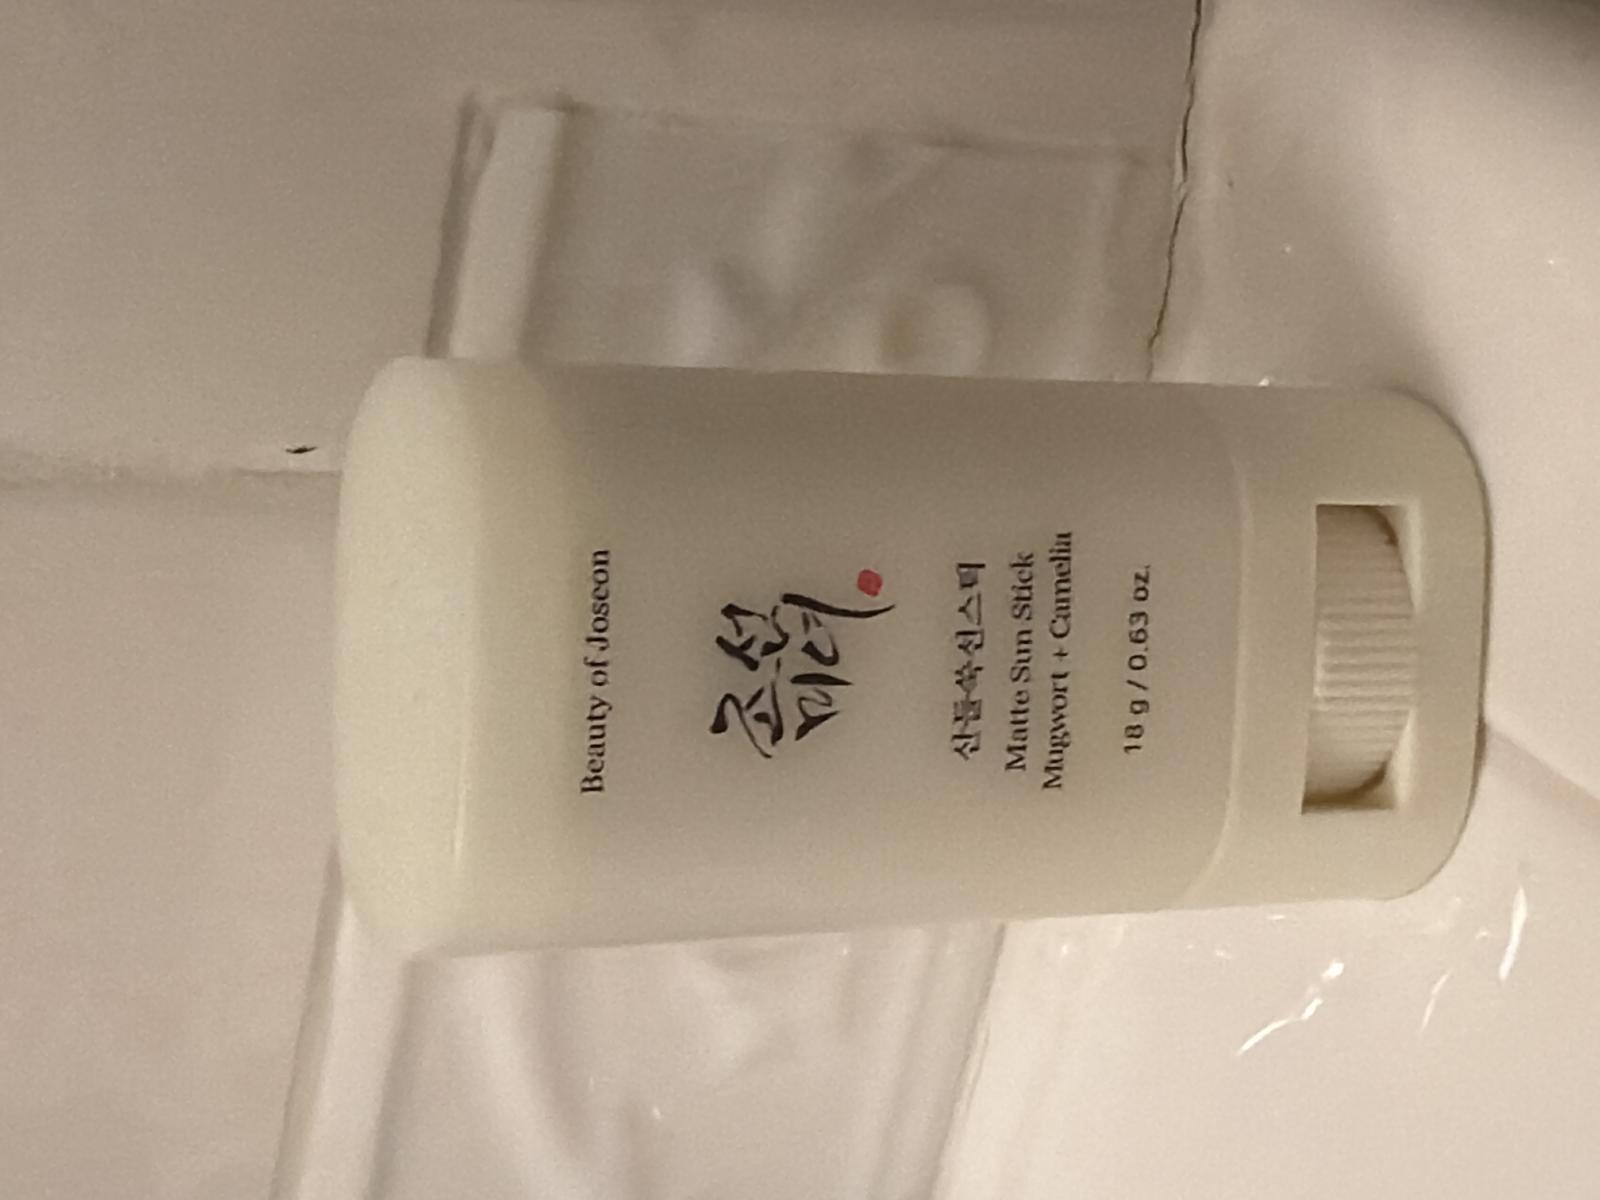 Beauty of Joseon
조선
미녀
산들쑥선스틱
Matte Sun Stick
Mugwort + Camelia
18 g / 0.63 oz.